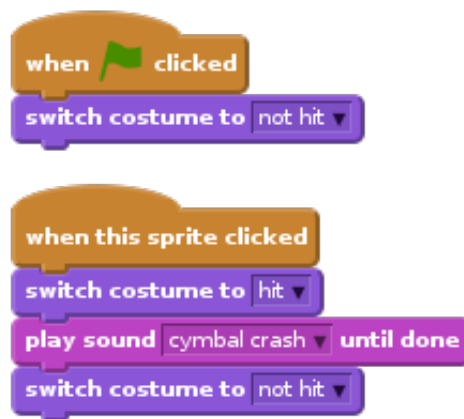 when clicked
switch costume to not hit
when this sprite clicked
switch costume to hit
play sound cymbal crash until done
switch costume to not hit